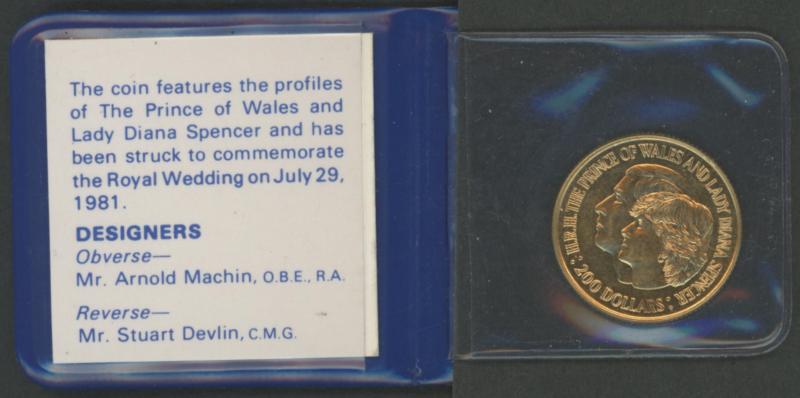 The coin features the profiles
of The Prince of Wales and
Lady Diana Spencer and has
been struck to commemorate
the Royal Wedding on July 29,
1981.
DESIGNERS
Obverse—
Mr. Arnold Machin, O.B.E., R.A.
Reverse—
Mr. Stuart Devlin, C.M.G.
H.R.H. THE PRINCE OF WALES AND LADY DIANA SPENCER
200 DOLLARS